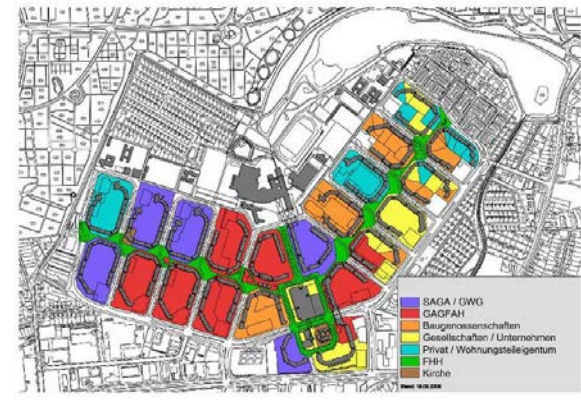 SAGA / GWG
GAGFAH
Baugenossenschaften
Gesellschaften / Unternehmen
Privat / Wohnungsteileigentum
FHH
Kirche